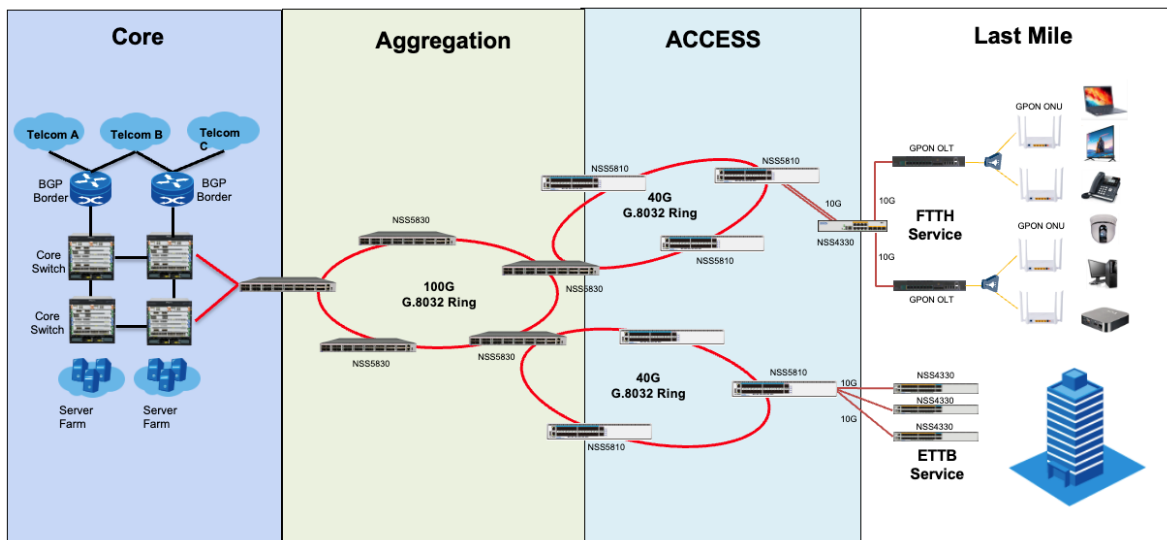 Core
Aggregation
ACCESS
Last Mile
Telcom A
Telcom B
Telcom
C
BGP
Border
BGP
Border
Core
Switch
Core
Switch
Server
Farm
Server
Farm
NSS5830
100G
G.8032 Ring
NSS5830
NSS5830
NSS5830
NSS5810
40G
G.8032 Ring
NSS5810
NSS5810
40G
G.8032 Ring
NSS5810
NSS5810
10G
NSS4330
10G
10G
GPON OLT
FTTH
Service
GPON OLT
GPON ONU
GPON ONU
10G
10G
NSS4330
NSS4330
NSS4330
ETTB
Service